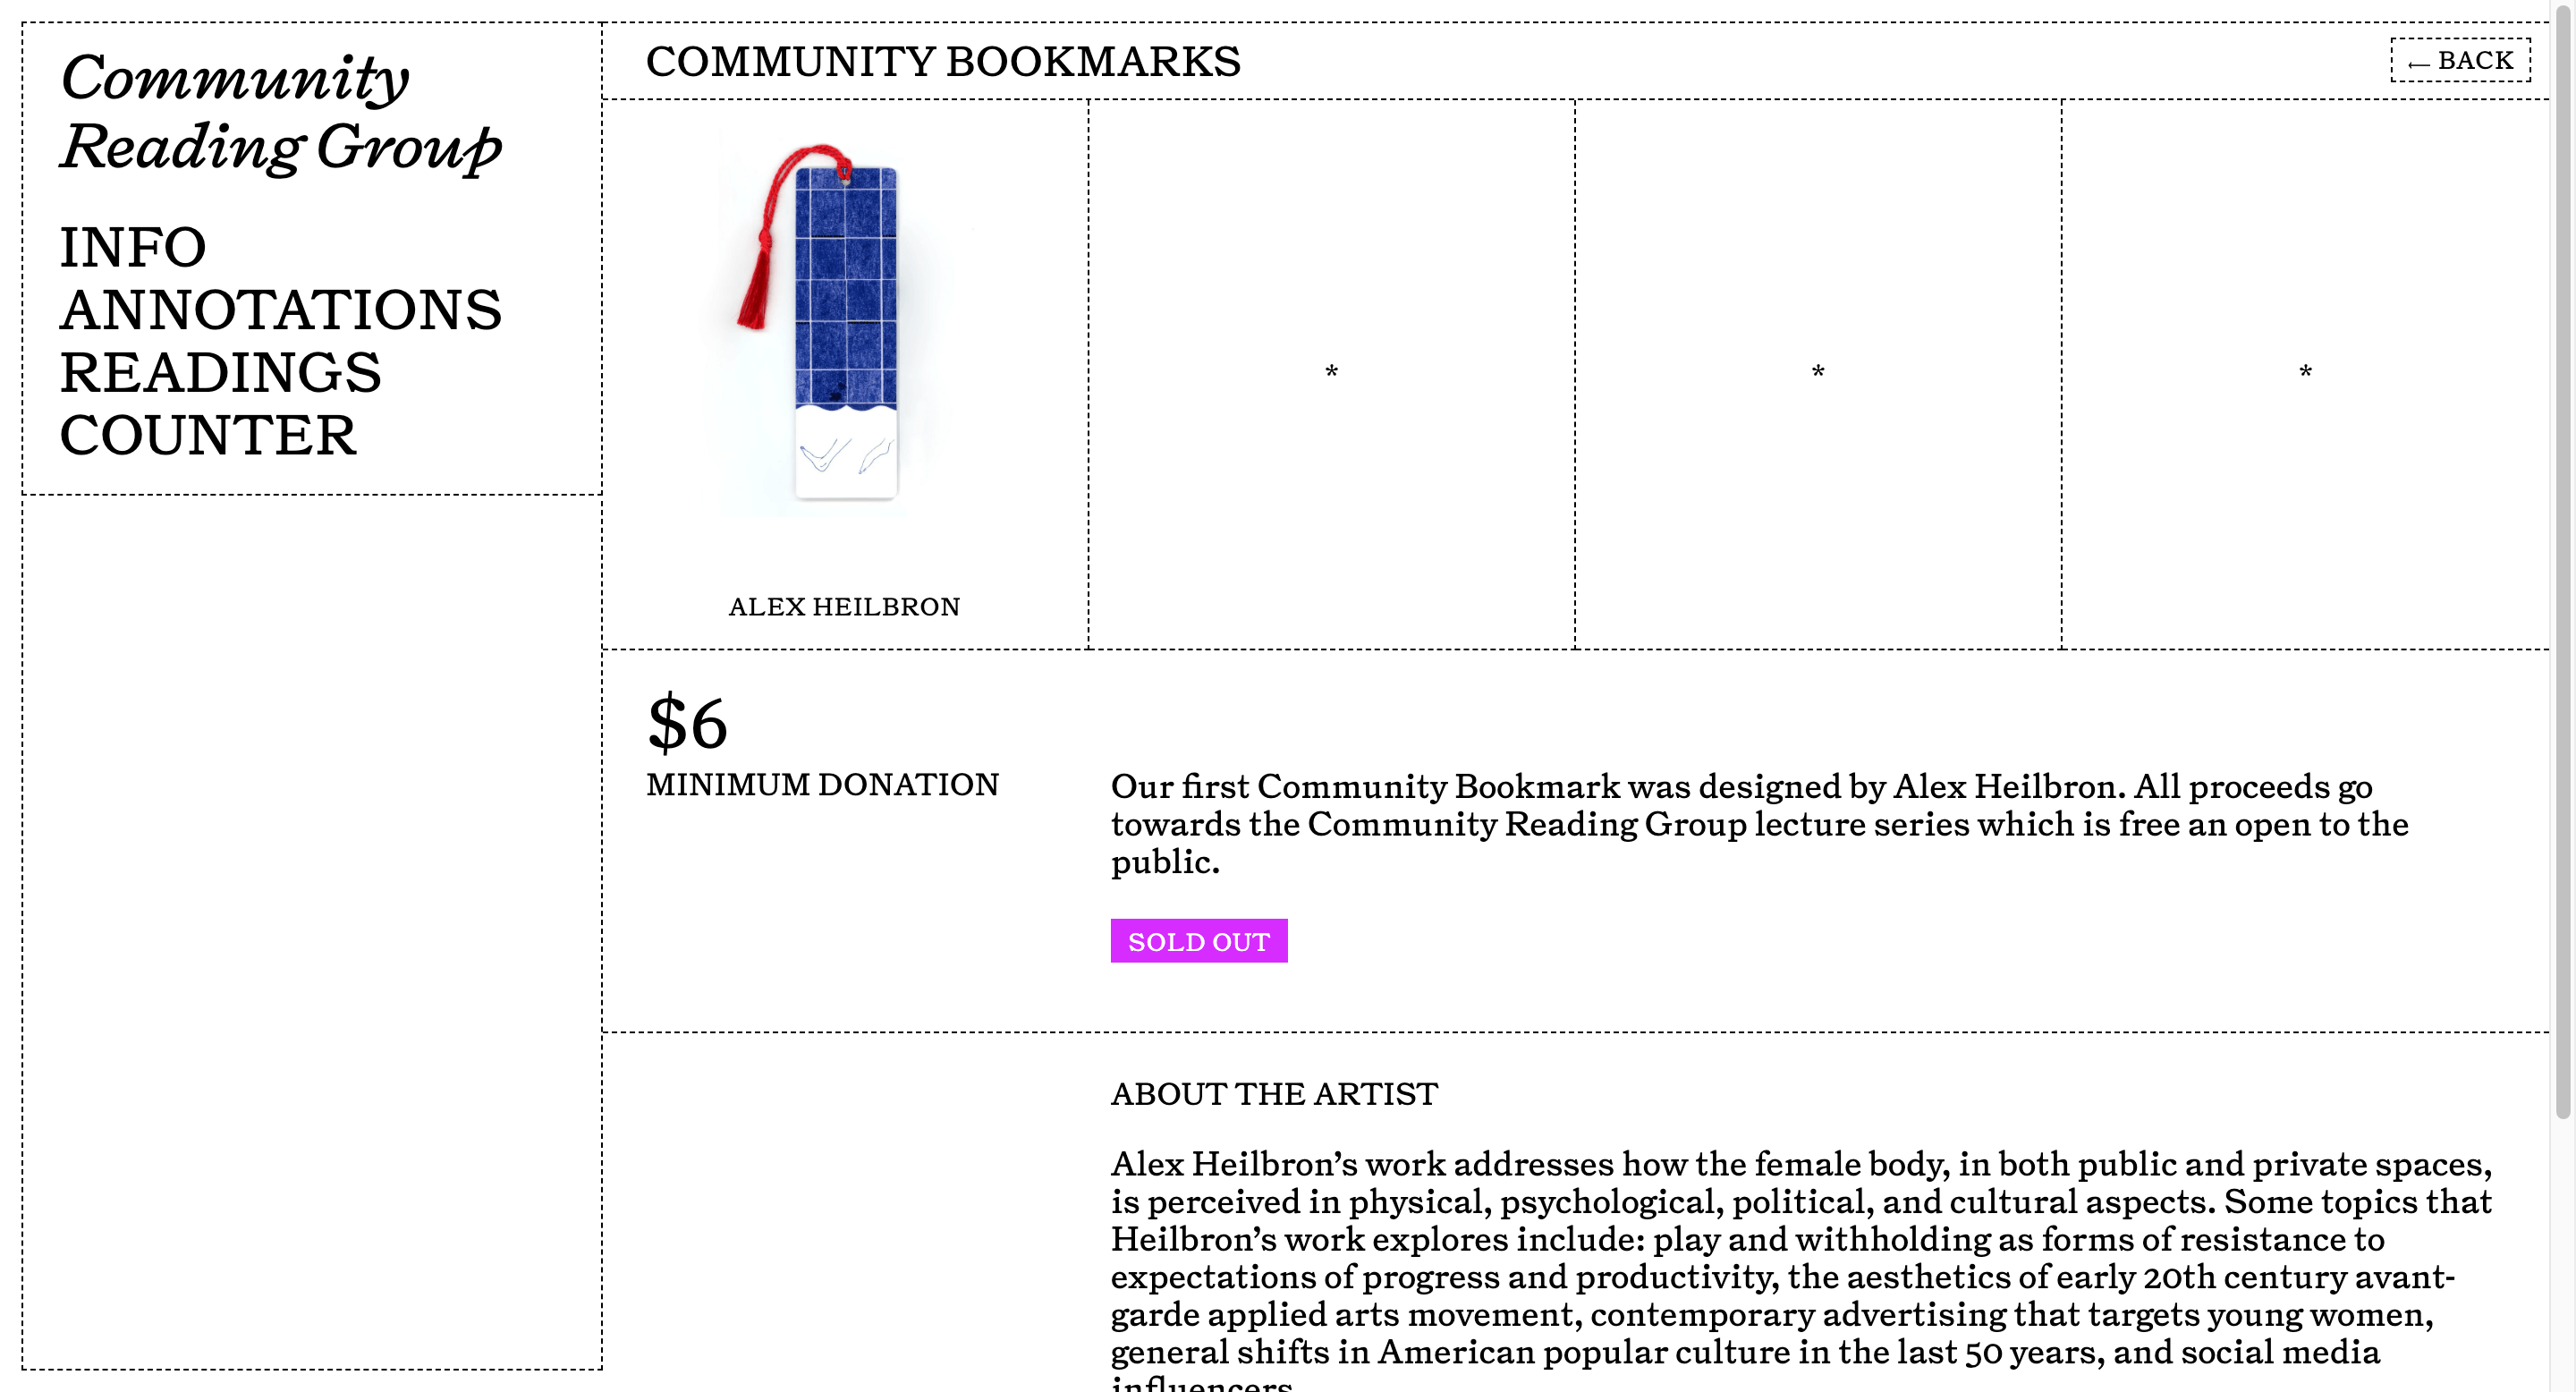 Community
Reading Group
INFO
ANNOTATIONS
READINGS
COUNTER
COMMUNITY BOOKMARKS
← BACK
ALEX HEILBRON
*
*
*
$6
MINIMUM DONATION
Our first Community Bookmark was designed by Alex Heilbron. All proceeds go
towards the Community Reading Group lecture series which is free an open to the
public.
SOLD OUT
ABOUT THE ARTIST
Alex Heilbron’s work addresses how the female body, in both public and private spaces,
is perceived in physical, psychological, political, and cultural aspects. Some topics that
Heilbron’s work explores include: play and withholding as forms of resistance to
expectations of progress and productivity, the aesthetics of early 20th century avant-
garde applied arts movement, contemporary advertising that targets young women,
general shifts in American popular culture in the last 50 years, and social media
influencers.